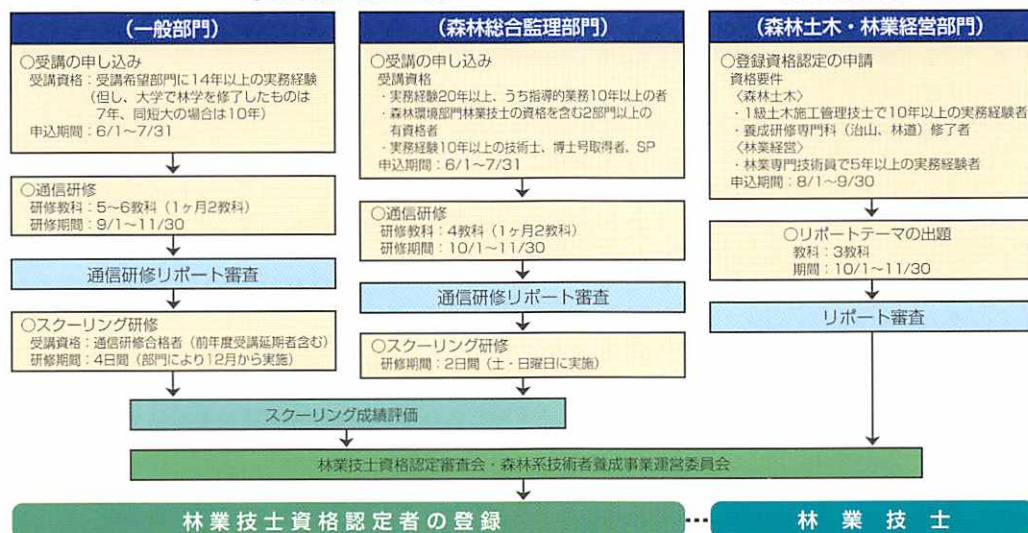 （一般部門）
○受講の申し込み
受講資格：受講希望部門に14年以上の実務経験
（但し、大学で林学を修了したものは
7年、同短大の場合は10年）
申込期間：6/1～7/31
○通信研修
研修教科：5～6教科（1ヶ月2教科）
研修期間：9/1～11/30
通信研修リポート審査
○スクーリング研修
受講資格：通信研修合格者（前年度受講延期者含む）
研修期間：4日間（部門により12月から実施）
（森林総合監理部門）
○受講の申し込み
受講資格
・実務経験20年以上、うち指導的業務10年以上の者
・森林環境部門林業技士の資格を含む2部門以上の
有資格者
・実務経験10年以上の技術士、博士号取得者、SP
申込期間：6/1～7/31
○通信研修
研修教科：4教科（1ヶ月2教科）
研修期間：10/1～11/30
通信研修リポート審査
○スクーリング研修
研修期間：2日間（土・日曜日に実施）
（森林土木・林業経営部門）
○登録資格認定の申請
資格要件
〈森林土木〉
・1級土木施工管理技士で10年以上の実務経験者
・養成研修専門科（治山、林道）修了者
〈林業経営〉
・林業専門技術員で5年以上の実務経験者
申込期間：8/1～9/30
○リポートテーマの出題
教科：3教科
期間：10/1～11/30
リポート審査
スクーリング成績評価
林業技士資格認定審査会・森林系技術者養成事業運営委員会
林業技士資格認定者の登録
林業技士